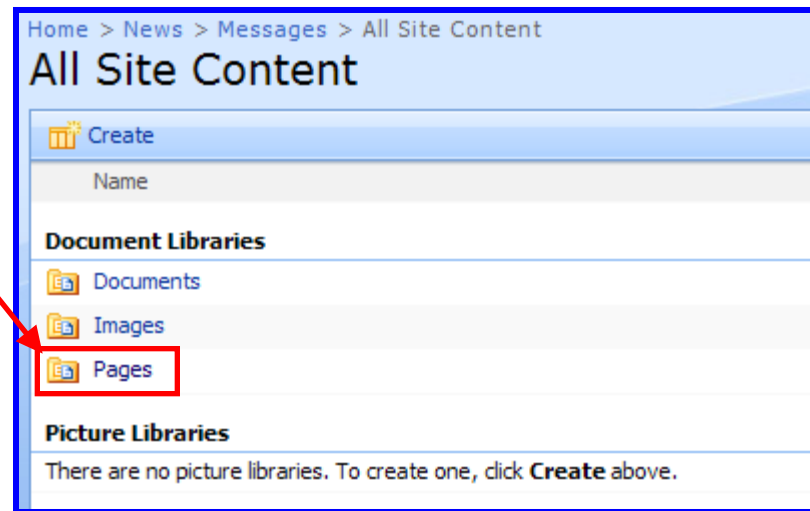 Home > News > Messages > All Site Content
All Site Content
Create
Name
Document Libraries
Documents
Images
Pages
Picture Libraries
There are no picture libraries. To create one, click Create above.